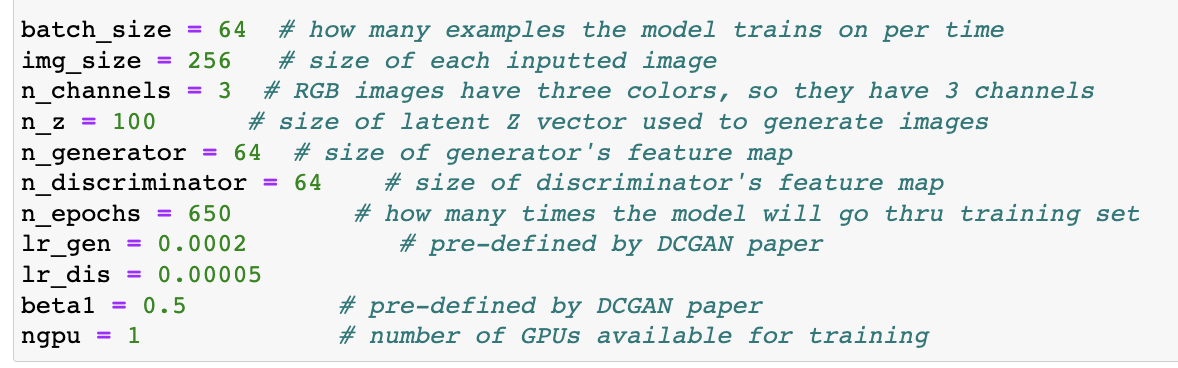 batch_size = 64  # how many examples the model trains on per time
img_size = 256   # size of each inputted image
n_channels = 3  # RGB images have three colors, so they have 3 channels
n_z = 100      # size of latent Z vector used to generate images
n_generator = 64  # size of generator's feature map
n_discriminator = 64    # size of discriminator's feature map
n_epochs = 650        # how many times the model will go thru training set
lr_gen = 0.0002          # pre-defined by DCGAN paper
lr_dis = 0.00005
beta1 = 0.5          # pre-defined by DCGAN paper
ngpu = 1             # number of GPUs available for training